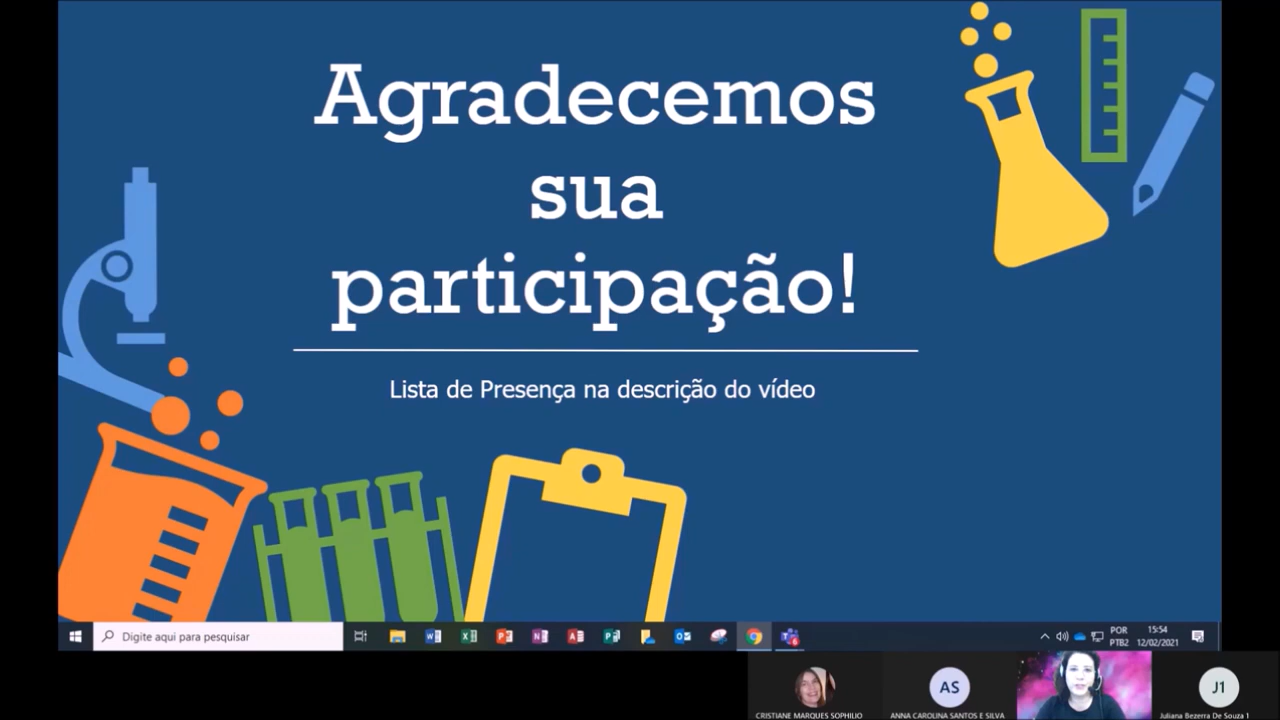 Agradecemos
sua
participação!
Lista de Presença na descrição do vídeo
Digite aqui para pesquisar
POR
PTB2
15:54
12/02/2021
AS
J1
CRISTIANE MARQUES SOPHILIO
ANNA CAROLINA SANTOS E SILVA
Juliana Bezerra De Souza 1